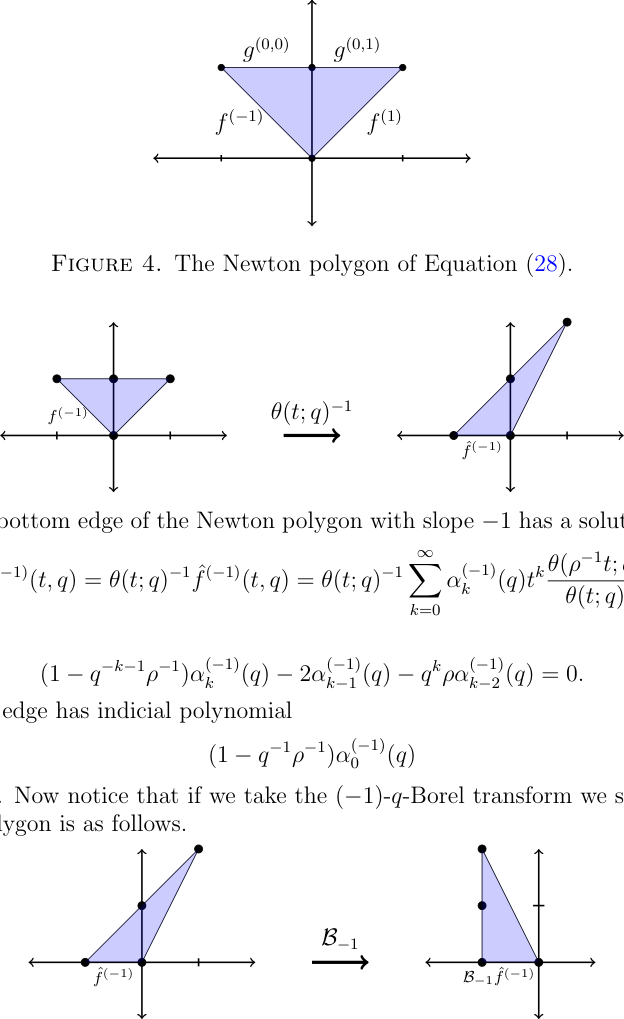 g^{(0,0)} g^{(0,1)}
f^{(-1)} f^{(1)}
FIGURE 4. The Newton polygon of Equation (28).
f^{(-1)} θ(t; q)^{-1} \hat{f}^{(-1)}
bottom edge of the Newton polygon with slope −1 has a solut
^{-1)}(t, q) = θ(t; q)^{-1} \hat{f}^{(-1)}(t, q) = θ(t; q)^{-1} \sum_{k=0}^{∞} α_k^{(-1)}(q)t^k \frac{θ(ρ^{-1}t;}{θ(t; q)}
(1 − q^{-k-1}ρ^{-1})α_k^{(-1)}(q) − 2α_{k-1}^{(-1)}(q) − q^kρα_{k-2}^{(-1)}(q) = 0.
edge has indicial polynomial
(1 − q^{-1}ρ^{-1})α_0^{(-1)}(q)
. Now notice that if we take the (−1)-q-Borel transform we s
lygon is as follows.
\hat{f}^{(-1)} \mathcal{B}_{-1} \mathcal{B}_{-1}\hat{f}^{(-1)}